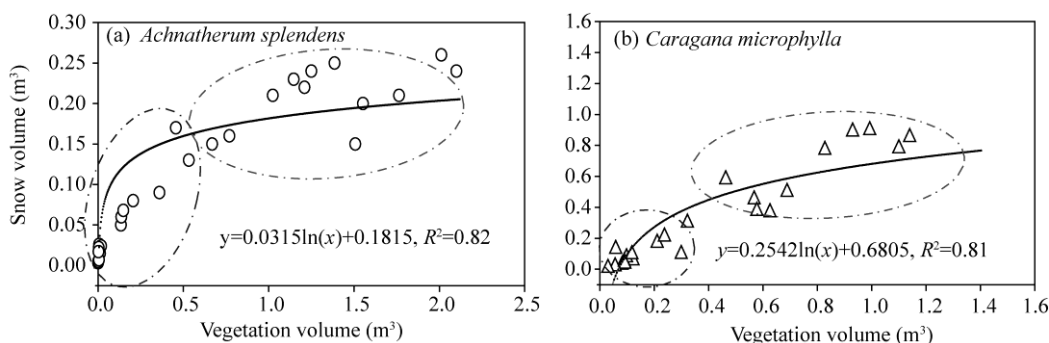 (a) Achnatherum splendens
Snow volume (m³)
0.30
0.25
0.20
0.15
0.10
0.05
0.00
y=0.0315ln(x)+0.1815, R²=0.82
0.0 0.5 1.0 1.5 2.0 2.5
Vegetation volume (m³)
(b) Caragana microphylla
1.6
1.4
1.2
1.0
0.8
0.6
0.4
0.2
0.0
y=0.2542ln(x)+0.6805, R²=0.81
0.0 0.2 0.4 0.6 0.8 1.0 1.2 1.4 1.6
Vegetation volume (m³)